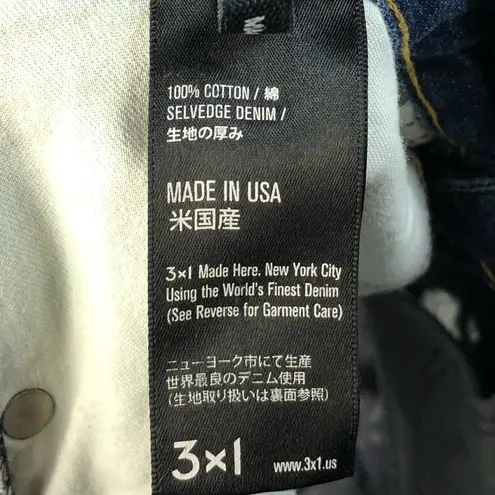 100% COTTON / 綿
SELVEDGE DENIM /
生地の厚み
MADE IN USA
米国産
3×1 Made Here. New York City
Using the World's Finest Denim
(See Reverse for Garment Care)
ニューヨーク市にて生産
世界最良のデニム使用
(生地取り扱いは裏面参照)
3×1 www.3x1.us